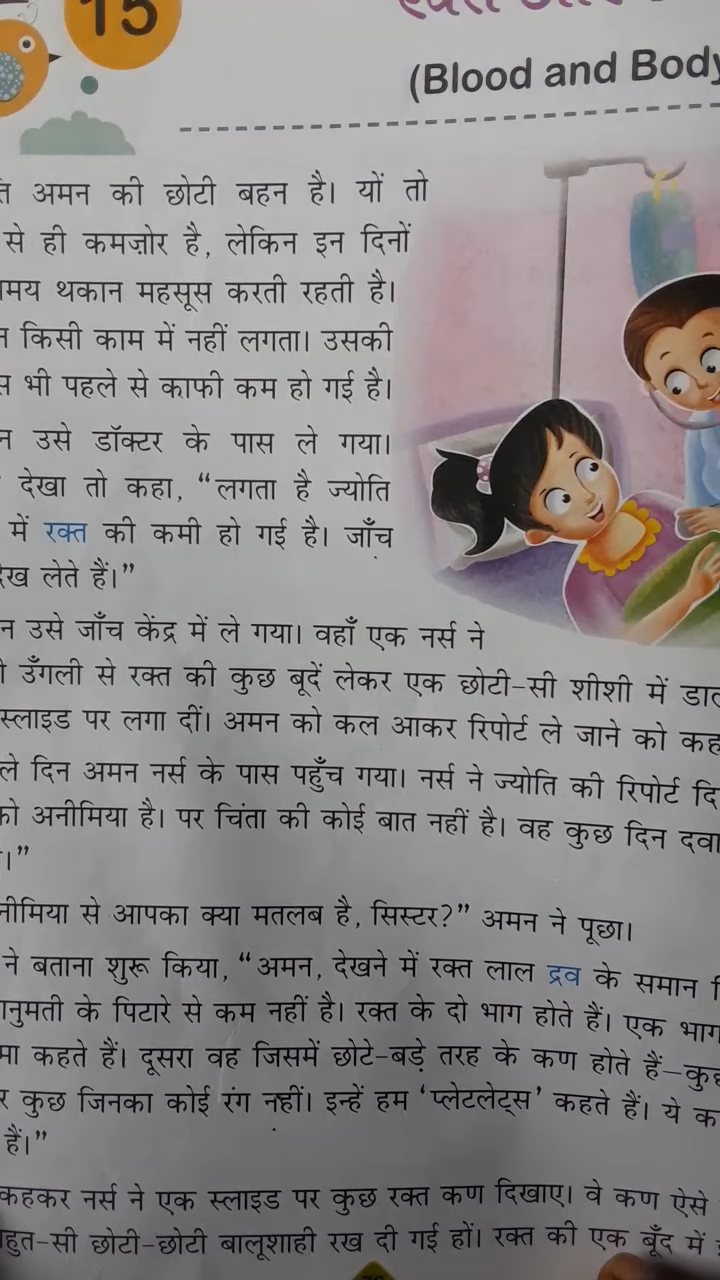 15
(Blood and Body
अमन की छोटी बहन है। यों तो
से ही कमज़ोर है, लेकिन इन दिनों
थकान महसूस करती रहती है।
किसी काम में नहीं लगता। उसकी
भी पहले से काफी कम हो गई है।
उसे डॉक्टर के पास ले गया।
देखा तो कहा, “लगता है ज्योति
में रक्त की कमी हो गई है। जाँच
लेते हैं।”
उसे जाँच केंद्र में ले गया। वहाँ एक नर्स ने
उँगली से रक्त की कुछ बूदें लेकर एक छोटी-सी शीशी में
स्लाइड पर लगा दीं। अमन को कल आकर रिपोर्ट ले जाने को
दिन अमन नर्स के पास पहुँच गया। नर्स ने ज्योति की रिपोर्ट
अनीमिया है। पर चिंता की कोई बात नहीं है। वह कुछ दिन
।”
से आपका क्या मतलब है, सिस्टर?” अमन ने पूछा।
ने बताना शुरू किया, “अमन, देखने में रक्त लाल द्रव के समान
के पिटारे से कम नहीं है। रक्त के दो भाग होते हैं। एक भाग
कहते हैं। दूसरा वह जिसमें छोटे-बड़े तरह के कण होते हैं–
कुछ जिनका कोई रंग नहीं। इन्हें हम ‘प्लेटलेट्स’ कहते हैं। ये
हैं।”
कहकर नर्स ने एक स्लाइड पर कुछ रक्त कण दिखाए। वे कण ऐसे
छोटी-छोटी बालूशाही रख दी गई हों। रक्त की एक बूँद में